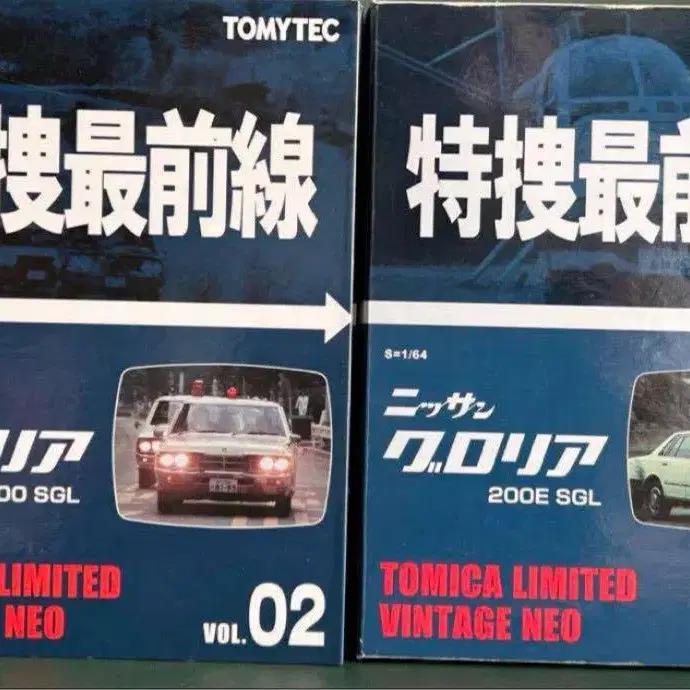 TOMYTEC
捜最前線
リア
00 SGL
LIMITED
NEO
VOL.02
特捜最前
S=1/64
ニッサン
グロリア
200E SGL
TOMICA LIMITED
VINTAGE NEO